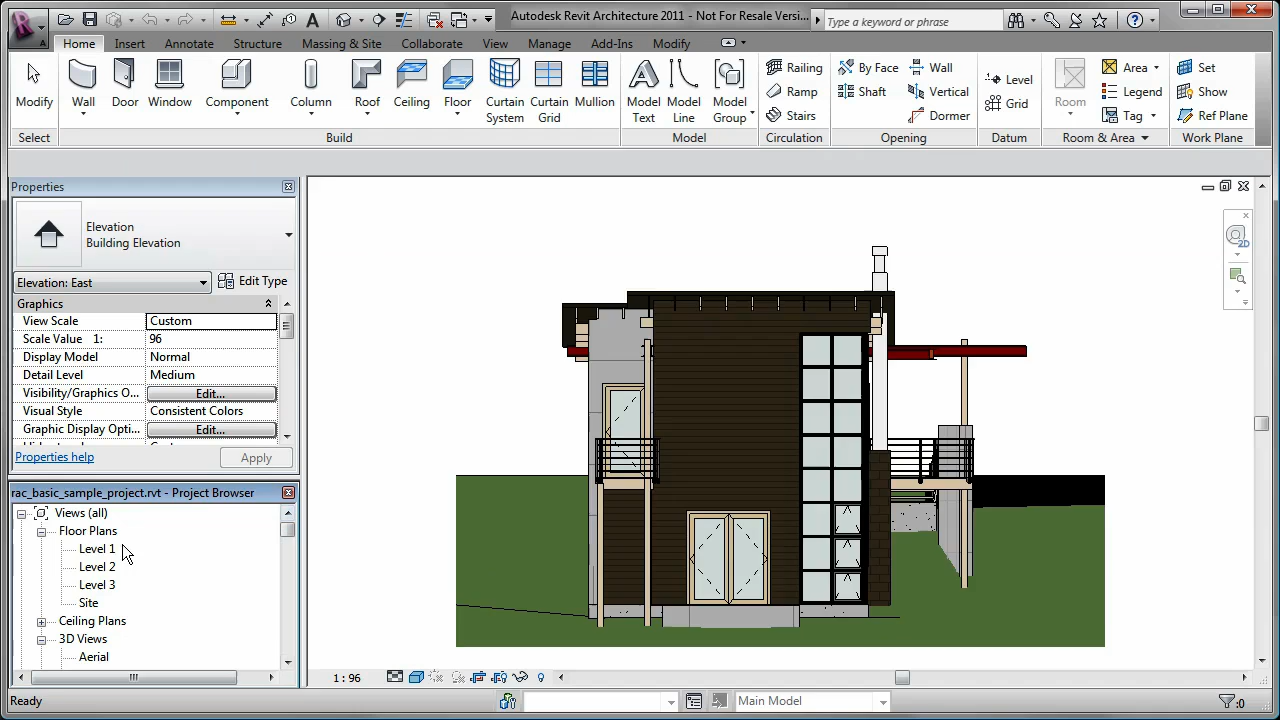 Autodesk Revit Architecture 2011 - Not For Resale Versi...
Type a keyword or phrase
Home Insert Annotate Structure Massing & Site Collaborate View Manage Add-Ins Modify
Modify Wall Door Window Component Column Roof Ceiling Floor Curtain System Curtain Grid Mullion Model Text Model Line Model Group
Railing By Face Wall Level Area Set
Ramp Shaft Vertical Grid Room Legend Show
Stairs Dormer Tag Ref Plane
Select Build Model Circulation Opening Datum Room & Area Work Plane
Properties
Elevation
Building Elevation
Elevation: East Edit Type
Graphics
View Scale Custom
Scale Value 1: 96
Display Model Normal
Detail Level Medium
Visibility/Graphics O... Edit...
Visual Style Consistent Colors
Graphic Display Opti... Edit...
Properties help Apply
rac_basic_sample_project.rvt - Project Browser
Views (all)
Floor Plans
Level 1
Level 2
Level 3
Site
Ceiling Plans
3D Views
Aerial
2D
1 : 96
Ready
Main Model
:0